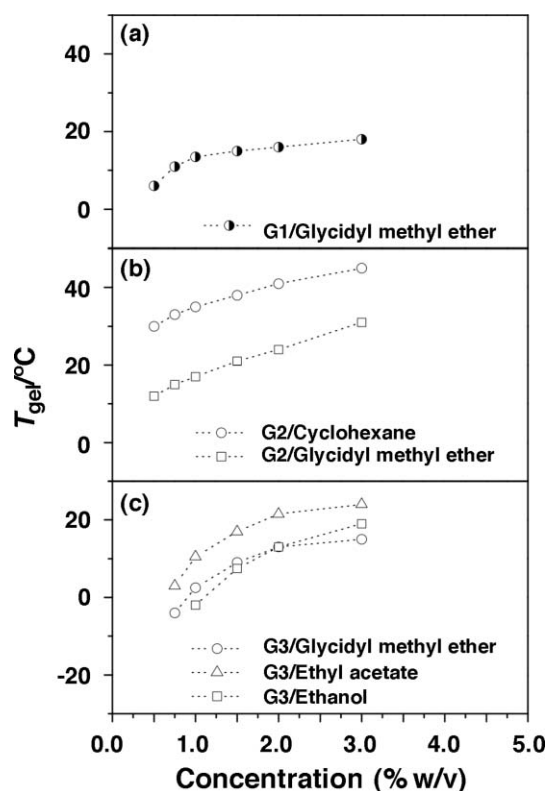 (a)
40
20
0
G1/Glycidyl methyl ether
(b)
40
20
0
G2/Cyclohexane
G2/Glycidyl methyl ether
(c)
20
0
-20
G3/Glycidyl methyl ether
G3/Ethyl acetate
G3/Ethanol
Tgel/°C
0.0 1.0 2.0 3.0 4.0 5.0
Concentration (% w/v)